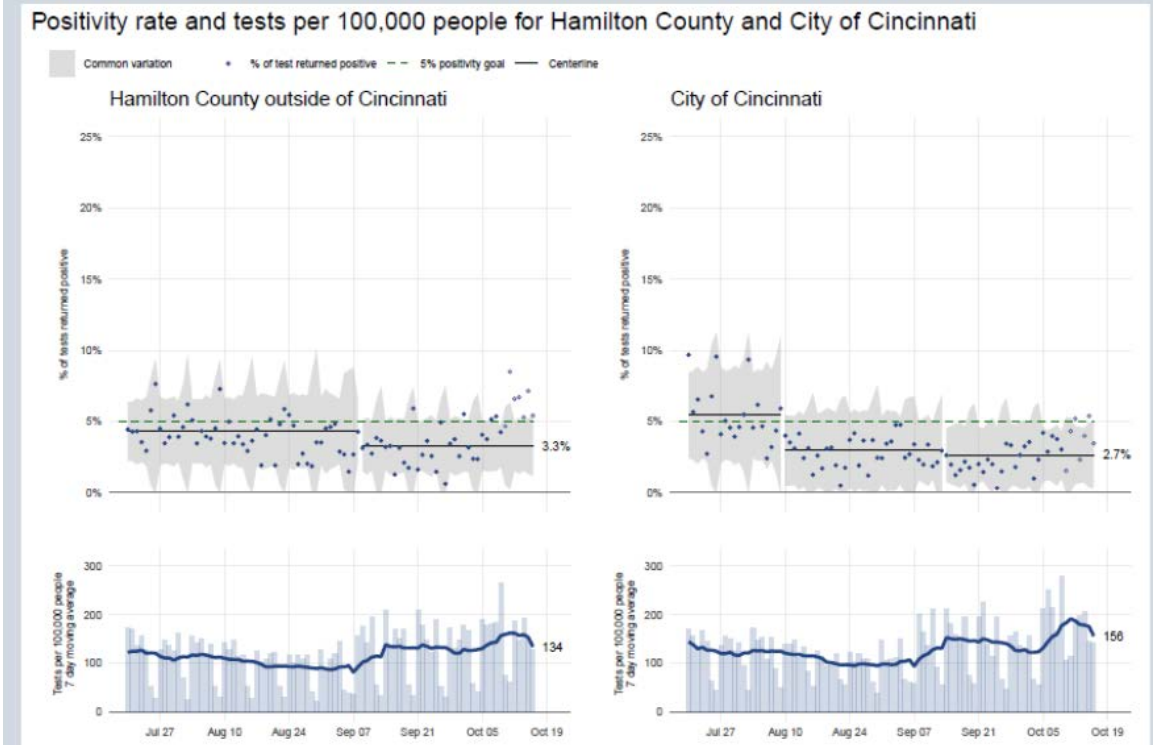 Positivity rate and tests per 100,000 people for Hamilton County and City of Cincinnati
Common variation % of test returned positive 5% positivity goal Centerline
Hamilton County outside of Cincinnati
25%
20%
15%
10%
5%
0%
% of tests returned positive
3.3%
300
200
100
0
Tests per 100,000 people
7 day moving average
134
Jul 27 Aug 10 Aug 24 Sep 07 Sep 21 Oct 05 Oct 19
City of Cincinnati
25%
20%
15%
10%
5%
0%
% of tests returned positive
2.7%
300
200
100
0
Tests per 100,000 people
7 day moving average
156
Jul 27 Aug 10 Aug 24 Sep 07 Sep 21 Oct 05 Oct 19